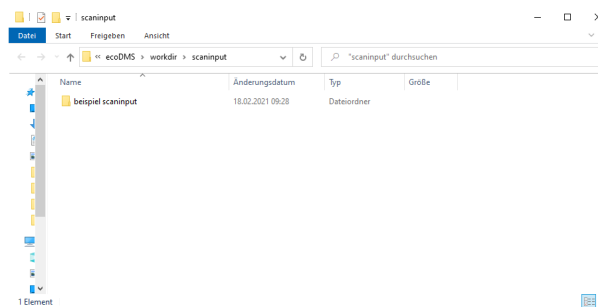 scaninput
Datei Start Freigeben Ansicht
« ecoDMS › workdir › scaninput "scaninput" durchsuchen
Name Änderungsdatum Typ Größe
beispiel scaninput 18.02.2021 09:28 Dateiordner
1 Element